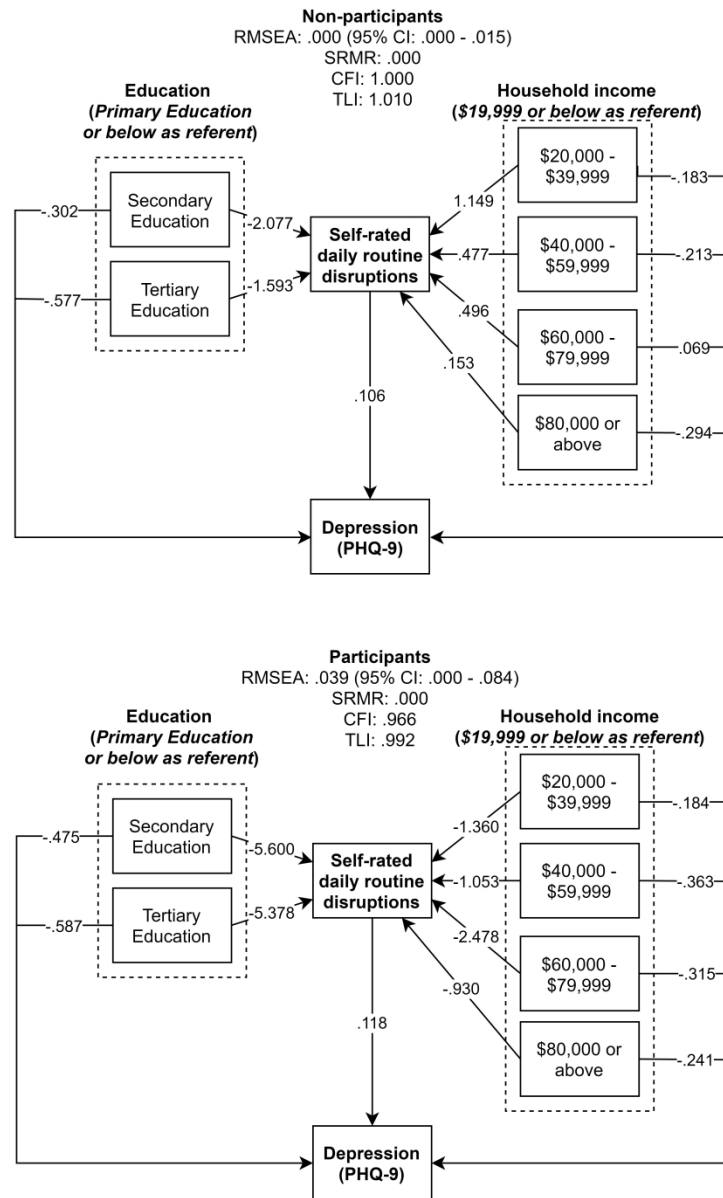 Non-participants
RMSEA: .000 (95% CI: .000 - .015)
SRMR: .000
CFI: 1.000
TLI: 1.010
Education
(Primary Education
or below as referent)
Household income
($19,999 or below as referent)
Secondary
Education
Tertiary
Education
-.302
-.577
-2.077
-1.593
Self-rated
daily routine
disruptions
1.149
.477
.496
.153
$20,000 -
$39,999
$40,000 -
$59,999
$60,000 -
$79,999
$80,000 or
above
-.183
-.213
.069
-.294
.106
Depression
(PHQ-9)
Participants
RMSEA: .039 (95% CI: .000 - .084)
SRMR: .000
CFI: .966
TLI: .992
Education
(Primary Education
or below as referent)
Household income
($19,999 or below as referent)
Secondary
Education
Tertiary
Education
-.475
-.587
-5.600
-5.378
Self-rated
daily routine
disruptions
-1.360
-1.053
-2.478
-.930
$20,000 -
$39,999
$40,000 -
$59,999
$60,000 -
$79,999
$80,000 or
above
-.184
-.363
-.315
-.241
.118
Depression
(PHQ-9)